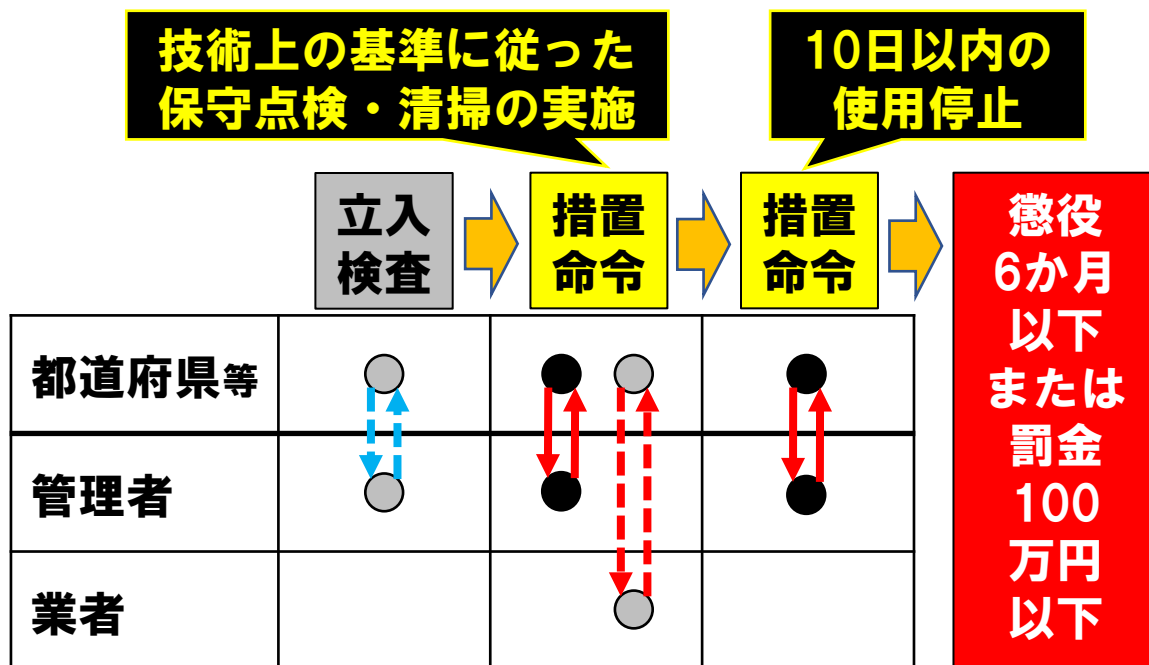 技術上の基準に従った
保守点検・清掃の実施
10日以内の
使用停止
立入
検査
措置
命令
措置
命令
懲役
6か月
以下
または
罰金
100
万円
以下
都道府県等
管理者
業者